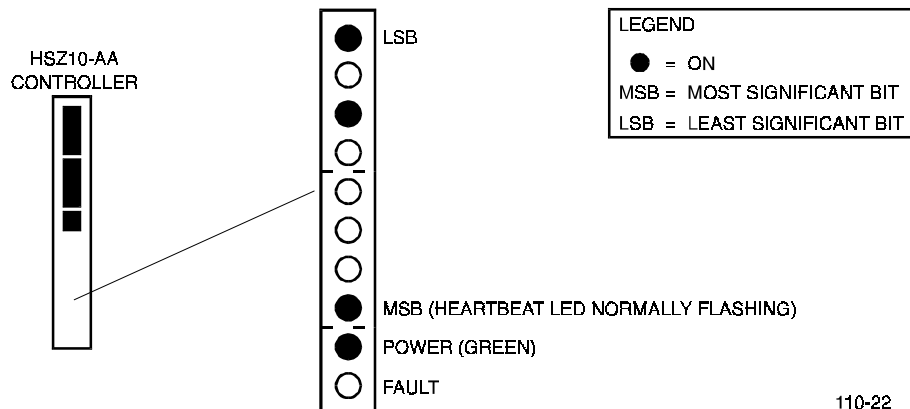 HSZ10-AA
CONTROLLER
LSB
MSB (HEARTBEAT LED NORMALLY FLASHING)
POWER (GREEN)
FAULT
LEGEND
= ON
MSB = MOST SIGNIFICANT BIT
LSB = LEAST SIGNIFICANT BIT
110-22